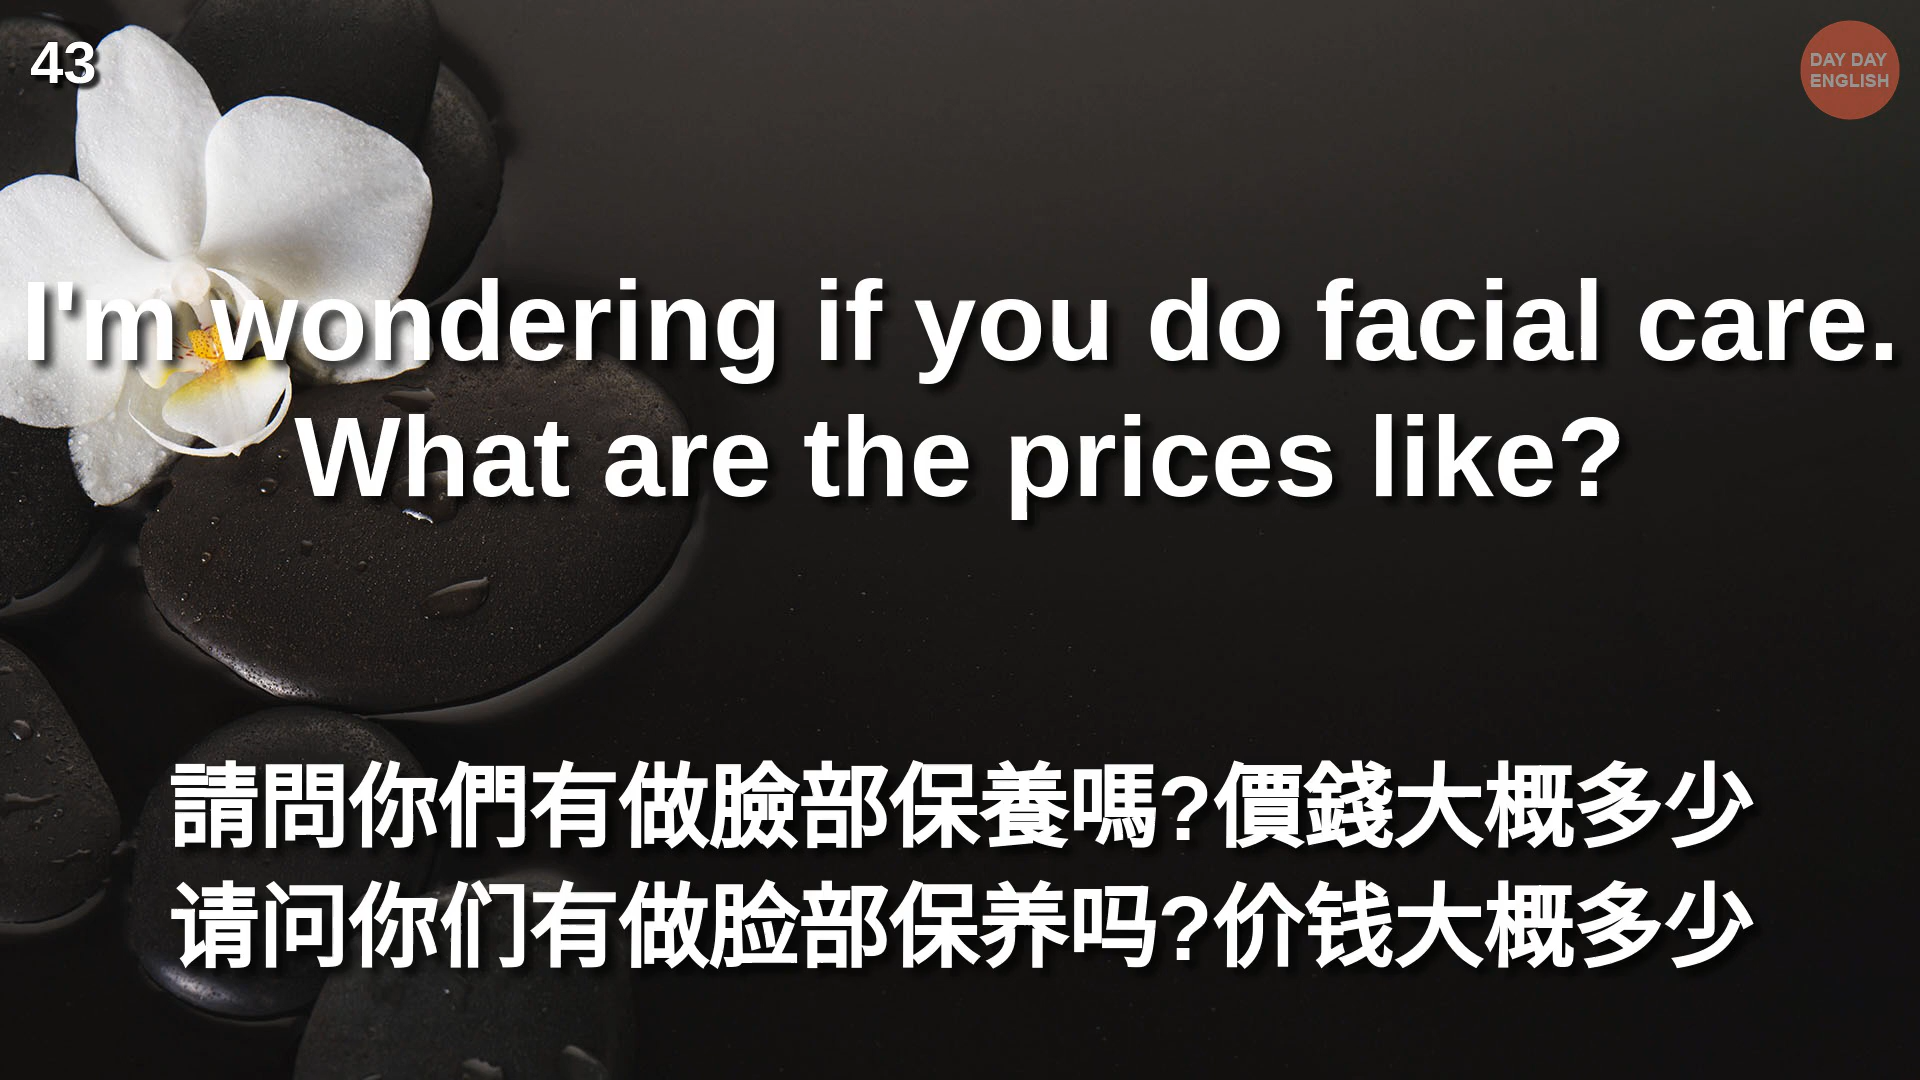 43
DAY DAY
ENGLISH
I'm wondering if you do facial care.
What are the prices like?
請問你們有做臉部保養嗎?價錢大概多少
请问你们有做脸部保养吗?价钱大概多少